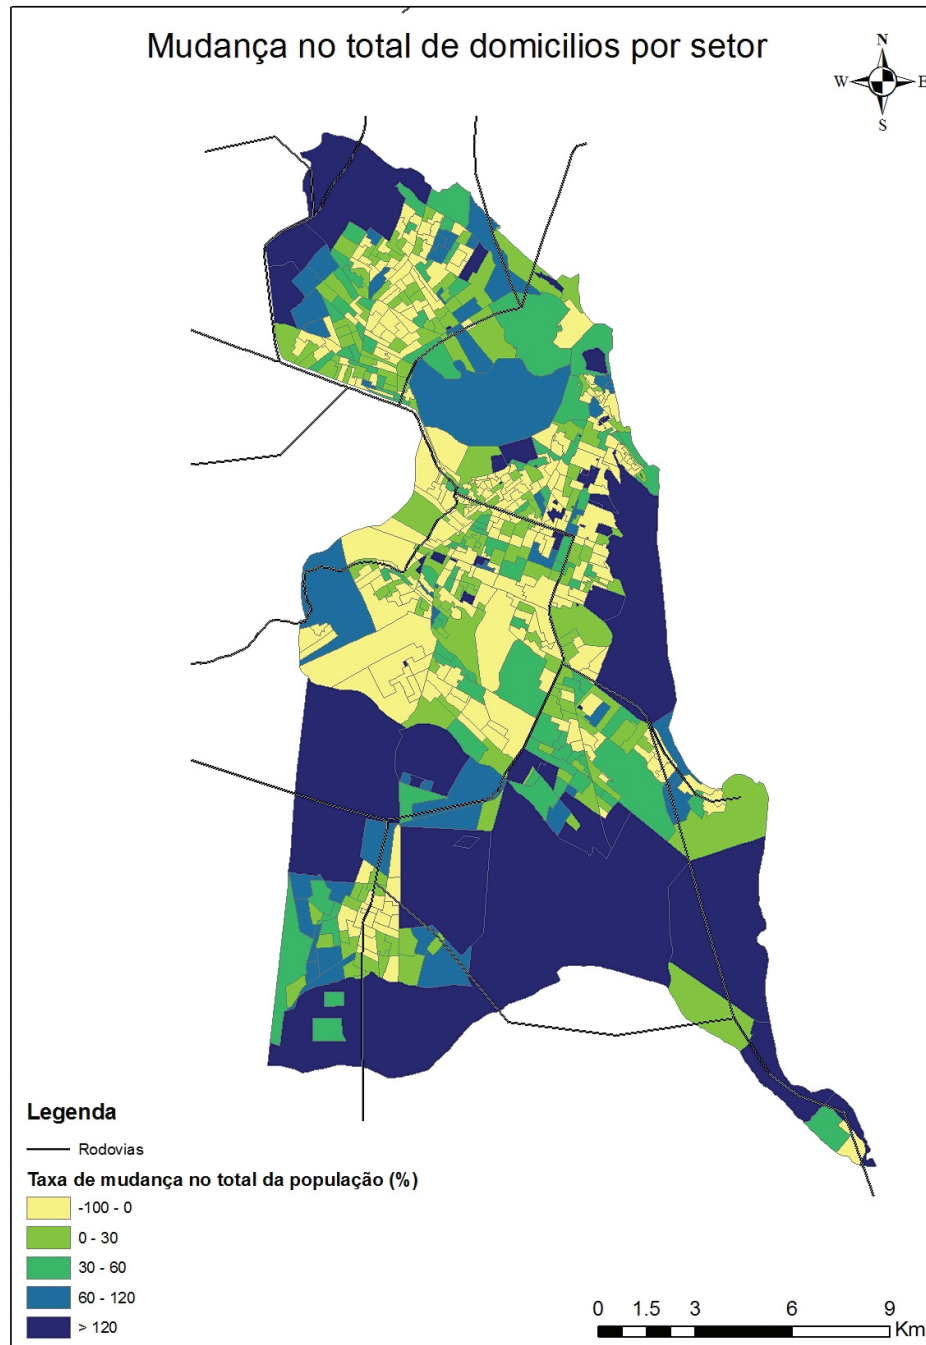 Mudança no total de domicilios por setor
N
W
E
S
Legenda
Rodovias
Taxa de mudança no total da população (%)
-100 - 0
0 - 30
30 - 60
60 - 120
> 120
0 1.5 3 6 9
Km